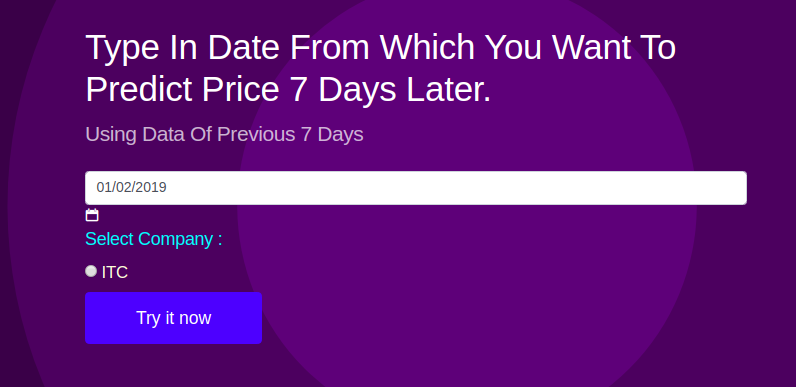 Type In Date From Which You Want To
Predict Price 7 Days Later.
Using Data Of Previous 7 Days
01/02/2019
Select Company :
ITC
Try it now